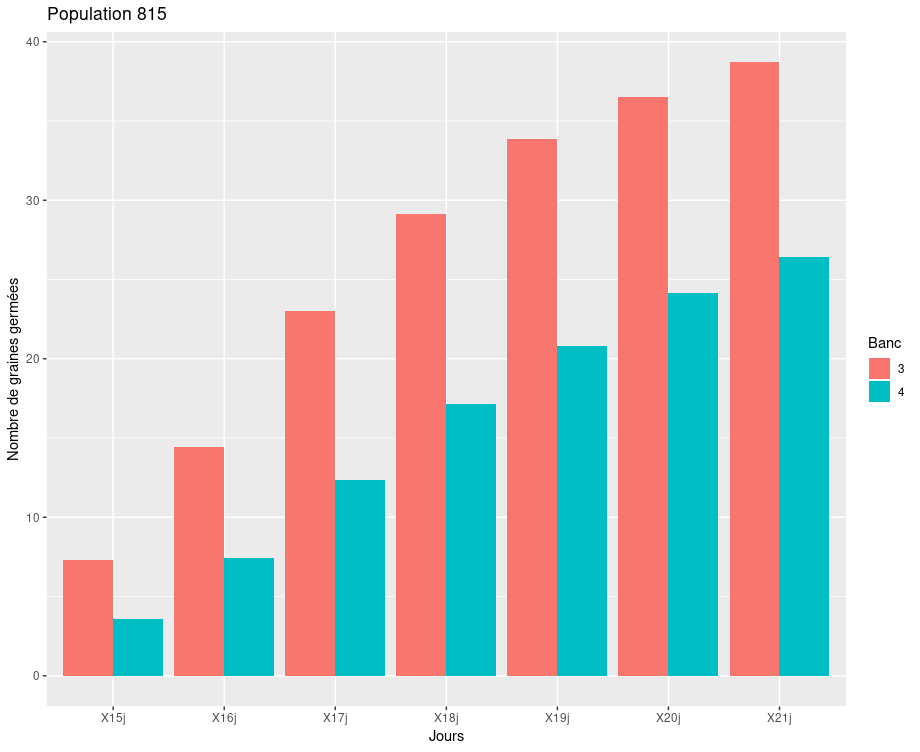 Population 815
40
30
20
10
0
Nombre de graines germées
X15j X16j X17j X18j X19j X20j X21j
Jours
Banc
3
4